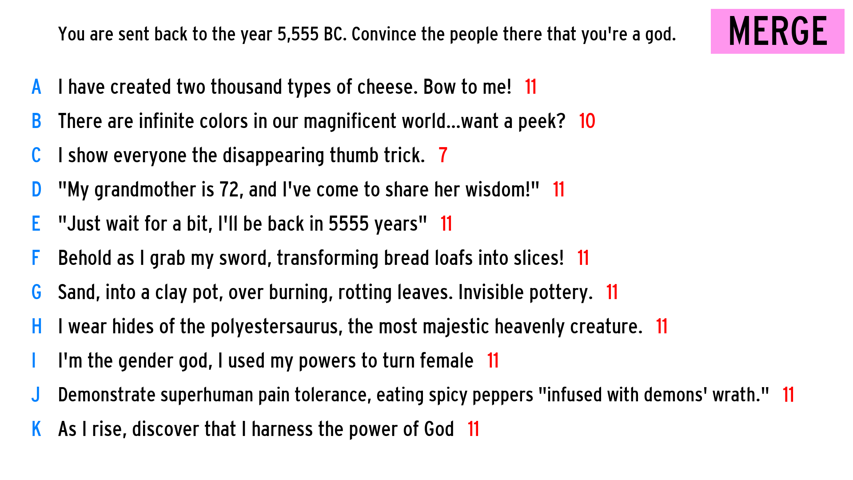 You are sent back to the year 5,555 BC. Convince the people there that you're a god.
MERGE
A I have created two thousand types of cheese. Bow to me! 11
B There are infinite colors in our magnificent world...want a peek? 10
C I show everyone the disappearing thumb trick. 7
D "My grandmother is 72, and I've come to share her wisdom!" 11
E "Just wait for a bit, I'll be back in 5555 years" 11
F Behold as I grab my sword, transforming bread loafs into slices! 11
G Sand, into a clay pot, over burning, rotting leaves. Invisible pottery. 11
H I wear hides of the polyestersaurus, the most majestic heavenly creature. 11
I I'm the gender god, I used my powers to turn female 11
J Demonstrate superhuman pain tolerance, eating spicy peppers "infused with demons' wrath." 11
K As I rise, discover that I harness the power of God 11